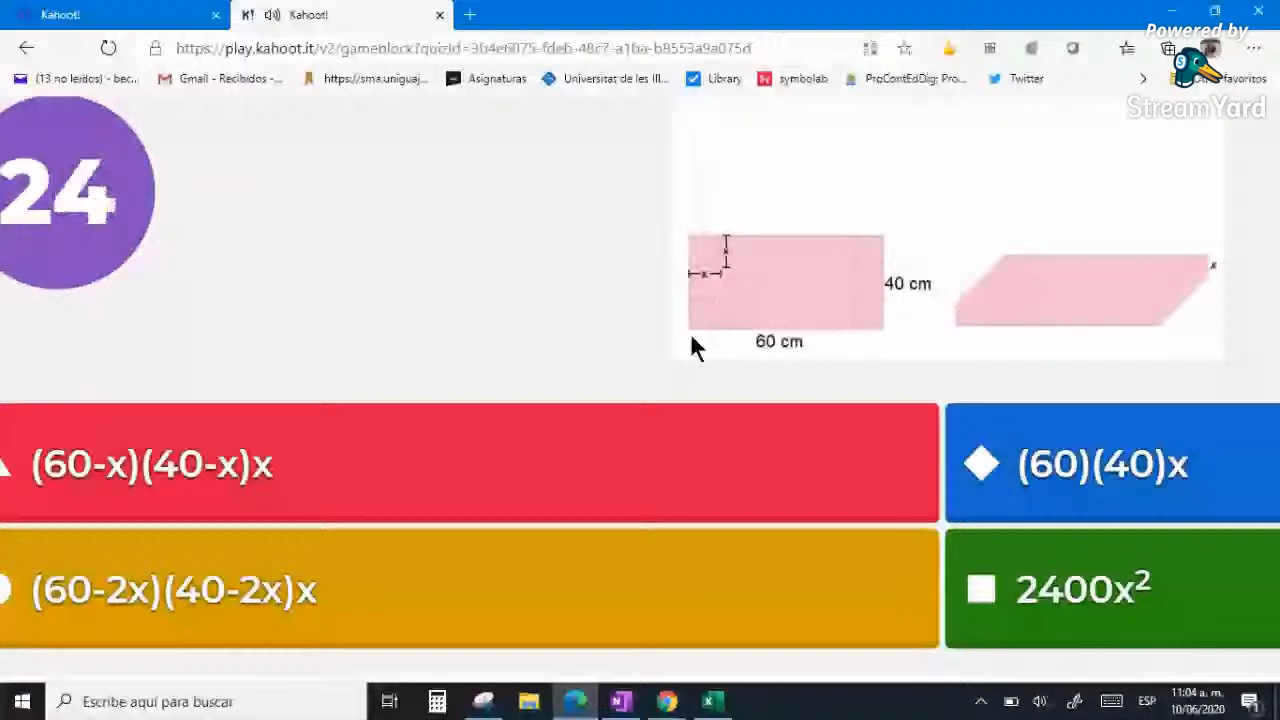 Kahoot!
Kahoot!
Powered by
https://play.kahoot.it/v2/gameblock?quizId=3b4e6075-fdeb-48c7-a1ba-b8553a9a075d
(13 no leídos) - bec...
Gmail - Recibidos -...
https://sma.uniguaj...
Asignaturas
Universitat de les Ill...
Library
symbolab
ProContEdDig: Pro...
Twitter
favoritos
StreamYard
24
x
x
x
40 cm
60 cm
(60-x)(40-x)x
(60)(40)x
(60-2x)(40-2x)x
2400x²
Escribe aquí para buscar
ESP
11:04 a. m.
10/06/2020